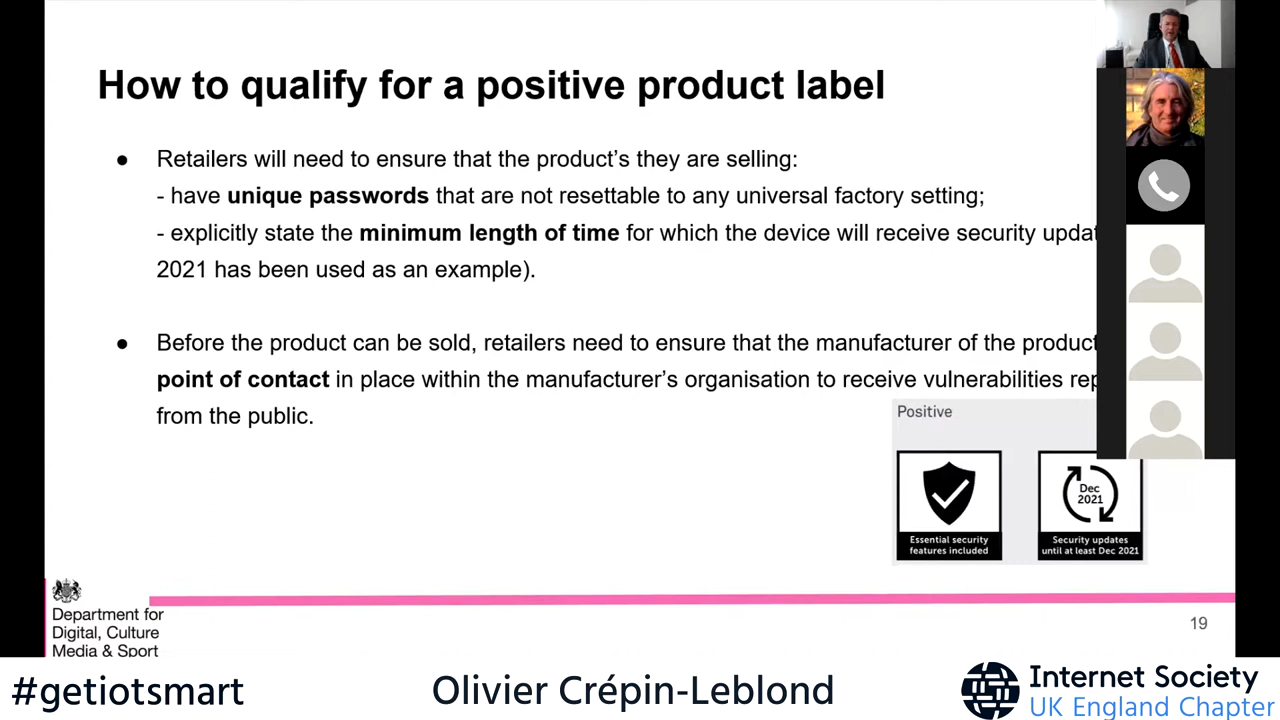 How to qualify for a positive product label
● Retailers will need to ensure that the product’s they are selling:
- have unique passwords that are not resettable to any universal factory setting;
- explicitly state the minimum length of time for which the device will receive security
2021 has been used as an example).
● Before the product can be sold, retailers need to ensure that the manufacturer of the product
point of contact in place within the manufacturer’s organisation to receive vulnerabilities
from the public.
Positive
Dec
2021
Essential security
features included
Security updates
until at least Dec 2021
Department for
Digital, Culture
Media & Sport
19
#getiotsmart
Olivier Crépin-Leblond
Internet Society
UK England Chapter